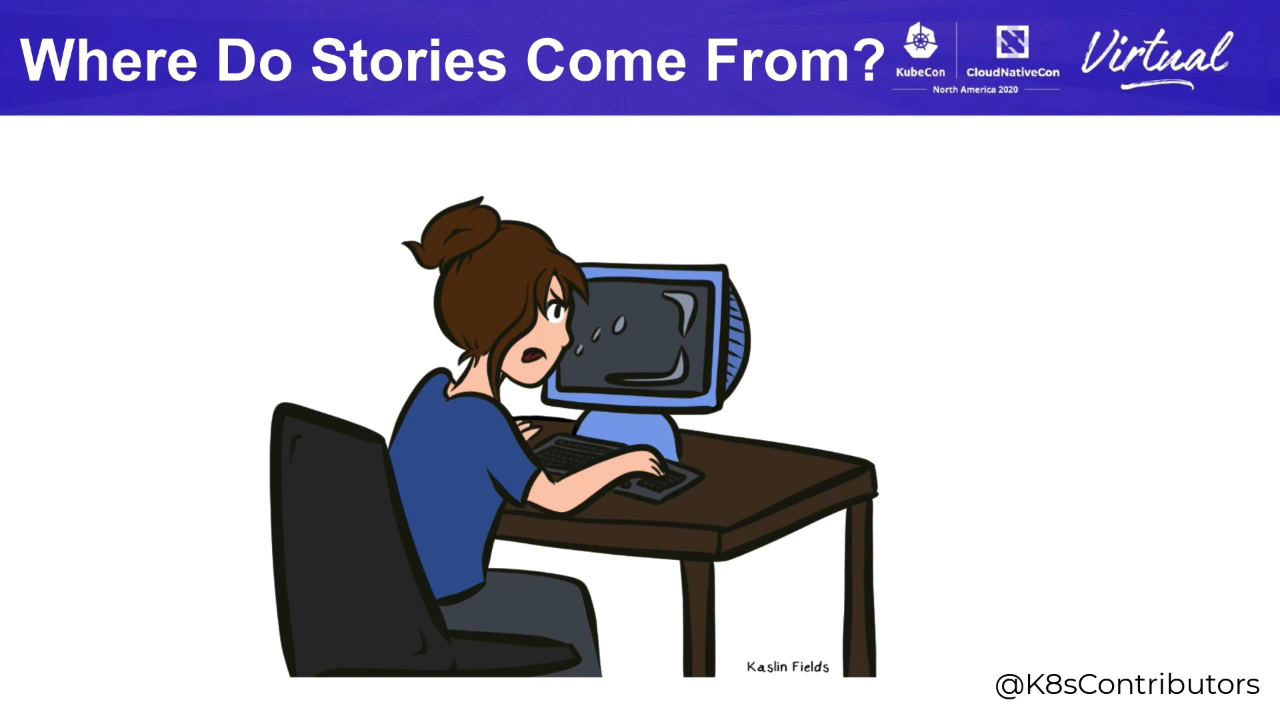 Where Do Stories Come From?
KubeCon
CloudNativeCon
North America 2020
Virtual
Kaslin Fields
@K8sContributors